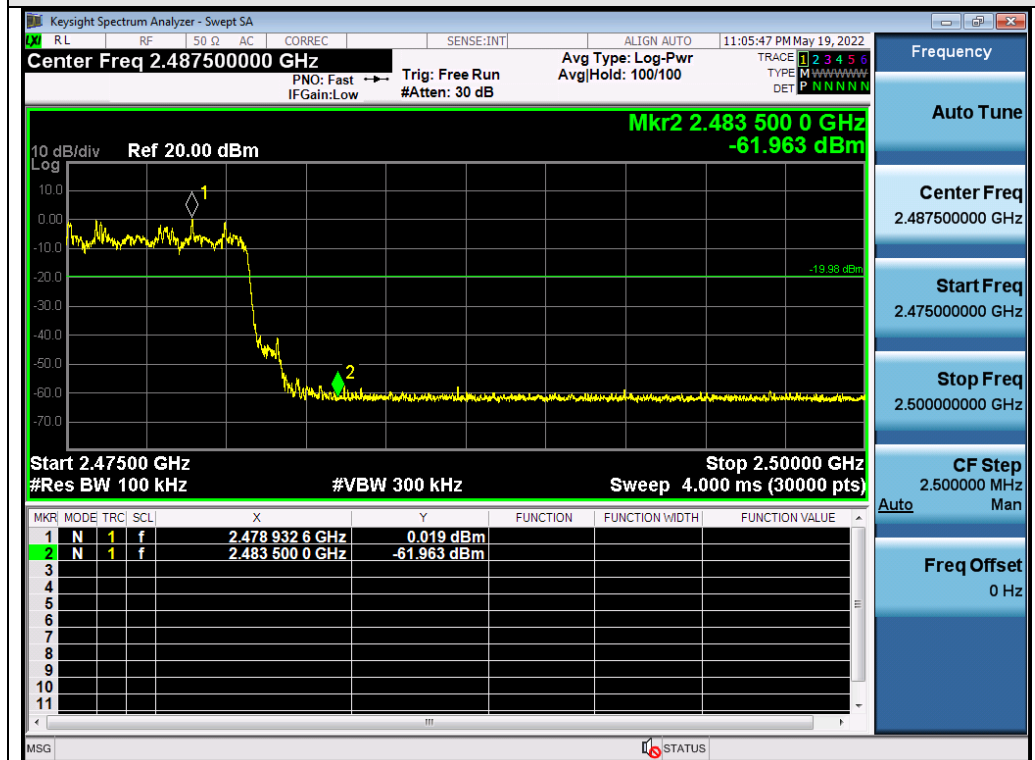 Keysight Spectrum Analyzer - Swept SA
LXI RL RF 50 Ω AC CORREC SENSE:INT ALIGN AUTO 11:05:47 PM May 19, 2022
Center Freq 2.487500000 GHz
PNO: Fast
IFGain:Low
Trig: Free Run
#Atten: 30 dB
Avg Type: Log-Pwr
Avg|Hold: 100/100
TRACE 1 2 3 4 5 6
TYPE M W W W W W
DET P N N N N N
Mkr2 2.483 500 0 GHz
-61.963 dBm
10 dB/div Ref 20.00 dBm
Log
10.0
0.00
-10.0
-20.0
-30.0
-40.0
-50.0
-60.0
-70.0
1
-19.98 dBm
2
Start 2.47500 GHz Stop 2.50000 GHz
#Res BW 100 kHz #VBW 300 kHz Sweep 4.000 ms (30000 pts)
MKR MODE TRC SCL X Y FUNCTION FUNCTION WIDTH FUNCTION VALUE
1 N 1 f 2.478 932 6 GHz 0.019 dBm
2 N 1 f 2.483 500 0 GHz -61.963 dBm
3
4
5
6
7
8
9
10
11
MSG STATUS
Frequency
Auto Tune
Center Freq
2.487500000 GHz
Start Freq
2.475000000 GHz
Stop Freq
2.500000000 GHz
CF Step
2.500000 MHz
Auto Man
Freq Offset
0 Hz